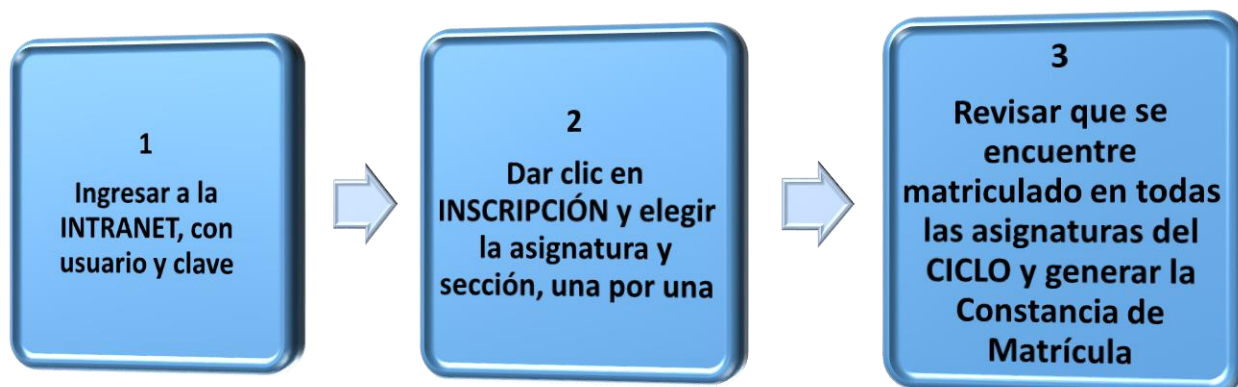 1
Ingresar a la
INTRANET, con
usuario y clave
2
Dar clic en
INSCRIPCIÓN y elegir
la asignatura y
sección, una por una
3
Revisar que se
encuentre
matriculado en todas
las asignaturas del
CICLO y generar la
Constancia de
Matrícula